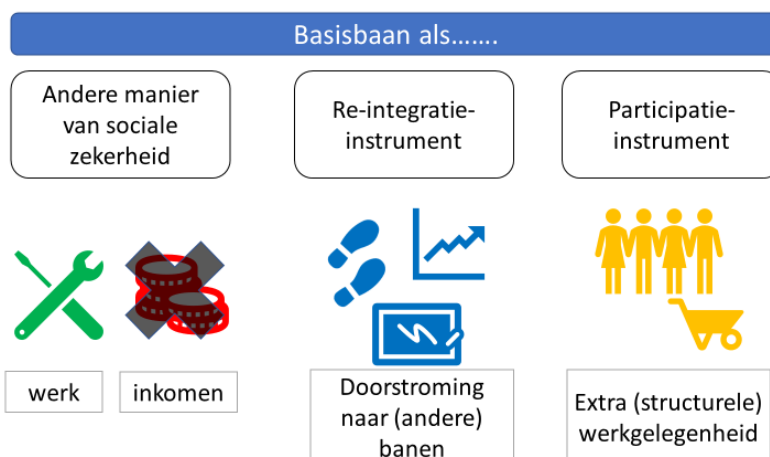 Basisbaan als…….
Andere manier
van sociale
zekerheid
Re-integratie-
instrument
Participatie-
instrument
werk
inkomen
Doorstroming
naar (andere)
banen
Extra (structurele)
werkgelegenheid